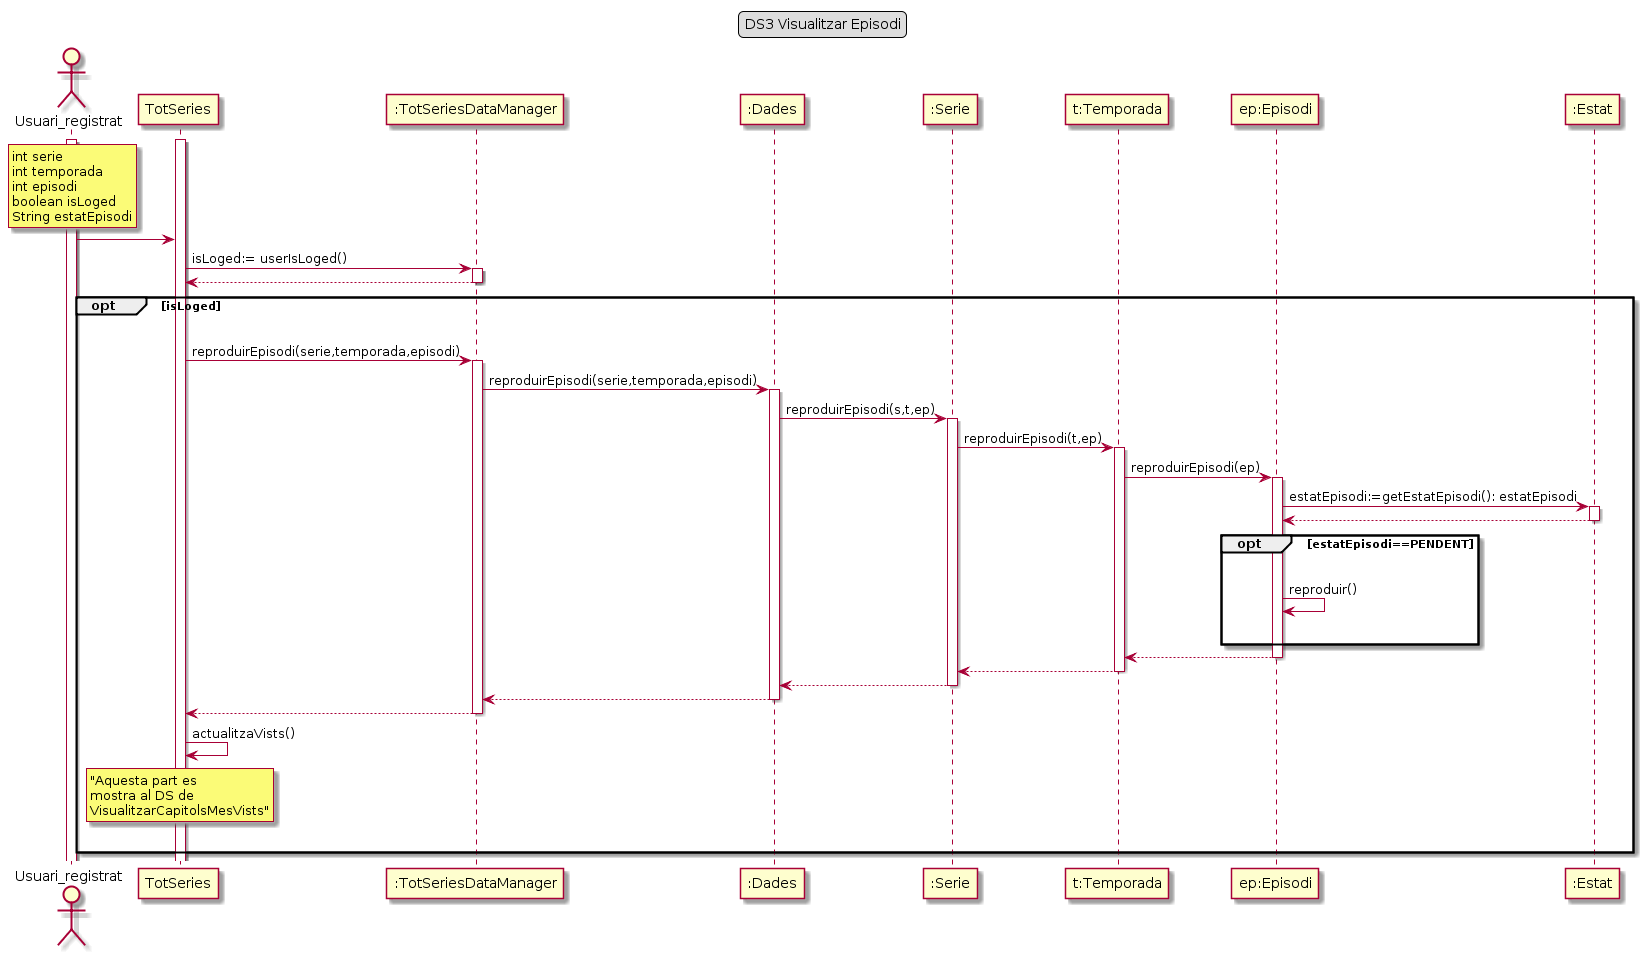 DS3 Visualitzar Episodi
Usuari_registrat
TotSeries
:TotSeriesDataManager
:Dades
:Serie
t:Temporada
ep:Episodi
:Estat
int serie
int temporada
int episodi
boolean isLoged
String estatEpisodi
isLoged:= userIsLoged()
opt [isLoged]
reproduirEpisodi(serie,temporada,episodi)
reproduirEpisodi(serie,temporada,episodi)
reproduirEpisodi(s,t,ep)
reproduirEpisodi(t,ep)
reproduirEpisodi(ep)
estatEpisodi:=getEstatEpisodi(): estatEpisodi
opt [estatEpisodi==PENDENT]
reproduir()
actualitzaVists()
"Aquesta part es
mostra al DS de
VisualitzarCapitolsMesVists"
Usuari_registrat
TotSeries
:TotSeriesDataManager
:Dades
:Serie
t:Temporada
ep:Episodi
:Estat